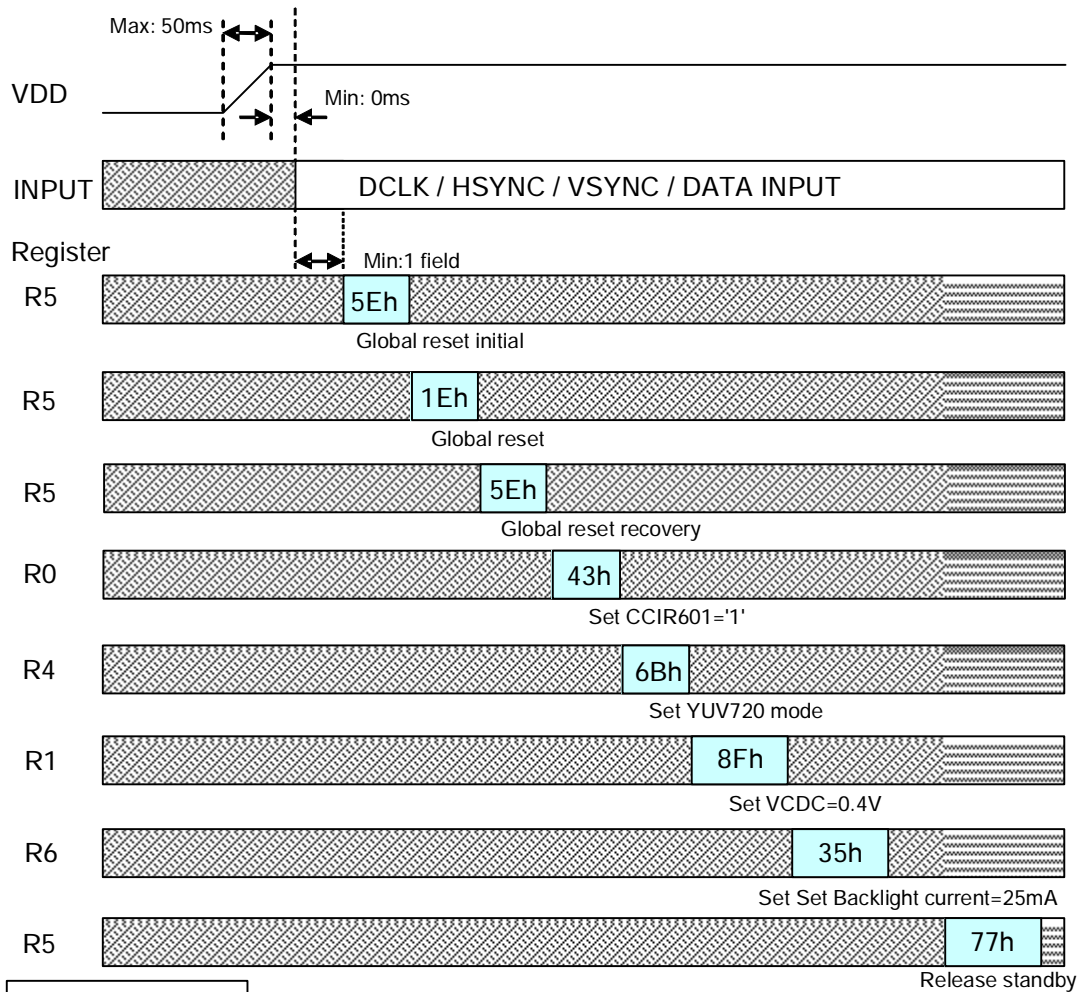 Max: 50ms
VDD
Min: 0ms
INPUT
DCLK / HSYNC / VSYNC / DATA INPUT
Register
Min:1 field
R5
5Eh
Global reset initial
R5
1Eh
Global reset
R5
5Eh
Global reset recovery
R0
43h
Set CCIR601='1'
R4
6Bh
Set YUV720 mode
R1
8Fh
Set VCDC=0.4V
R6
35h
Set Set Backlight current=25mA
R5
77h
Release standby